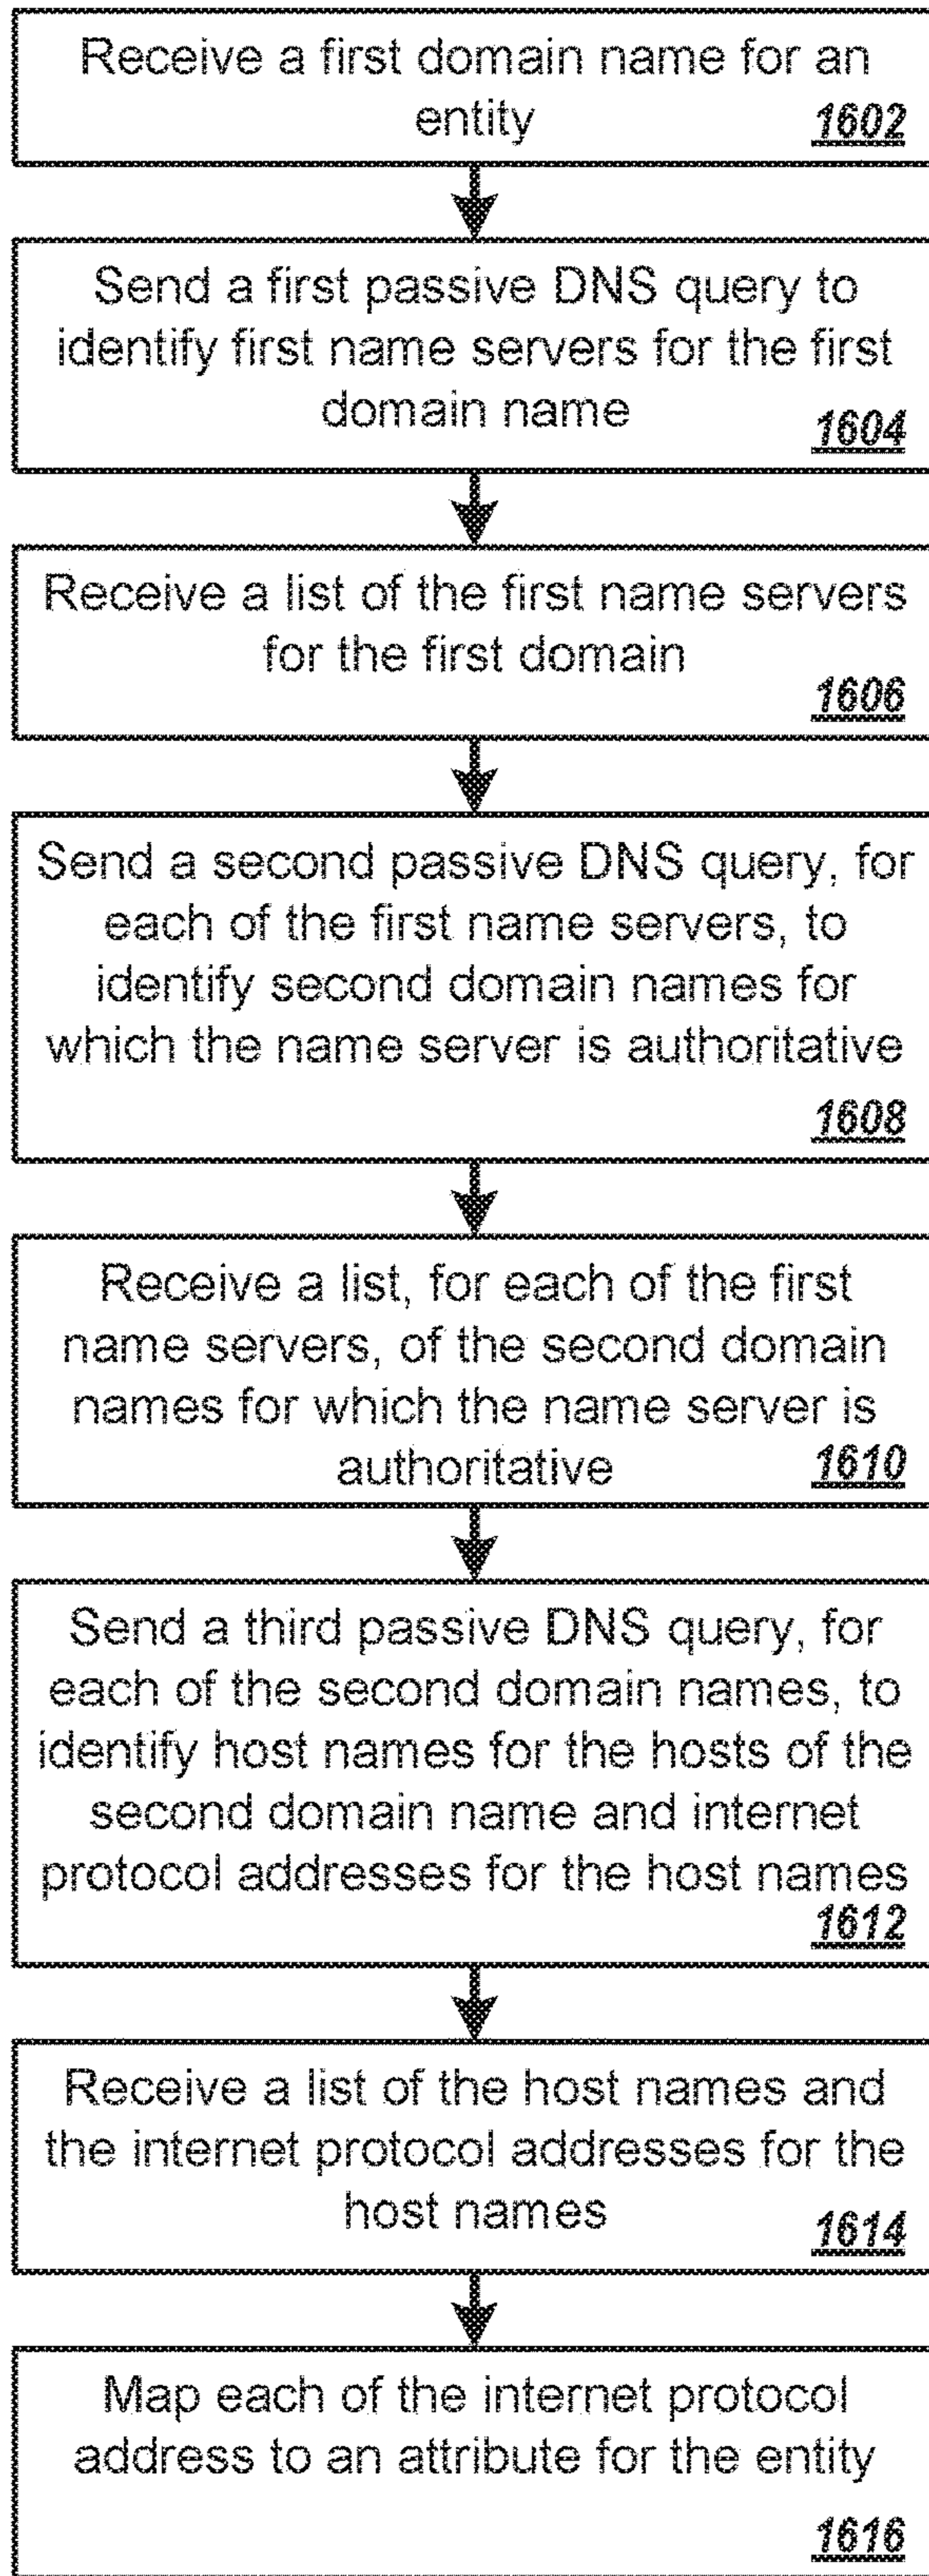 Receive a first domain name for an
entity 1602
Send a first passive DNS query to
identify first name servers for the first
domain name
1604
Receive a list of the first name servers
for the first domain
1606
Send a second passive DNS query, for
each of the first name servers, to
identify second domain names for
which the name server is authoritative
1608
Receive a list, for each of the first
name servers, of the second domain
names for which the name server is
authoritative 1610
Send a third passive DNS query, for
each of the second domain names, to
identify host names for the hosts of the
second domain name and internet
protocol addresses for the host names
1612
Receive a list of the host names and
the internet protocol addresses for the
host names
1614
Map each of the internet protocol
address to an attribute for the entity
1616